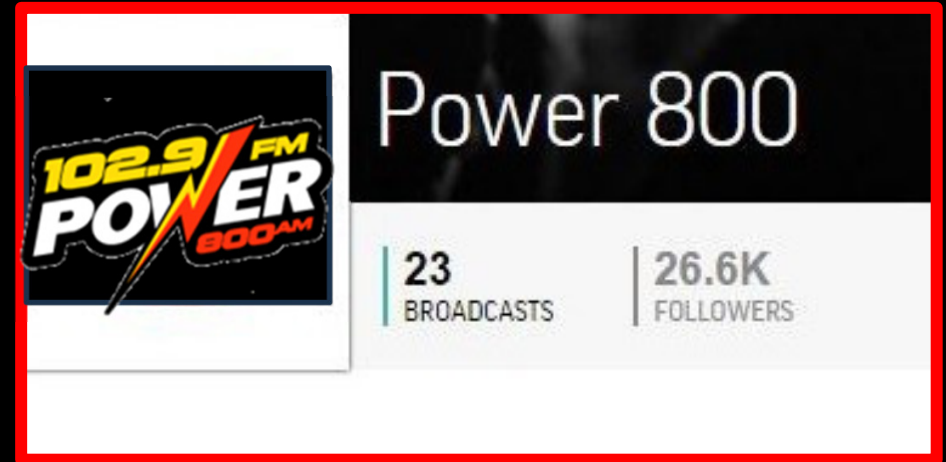 102.9 FM
POWER
800AM
Power 800
23
BROADCASTS
26.6K
FOLLOWERS